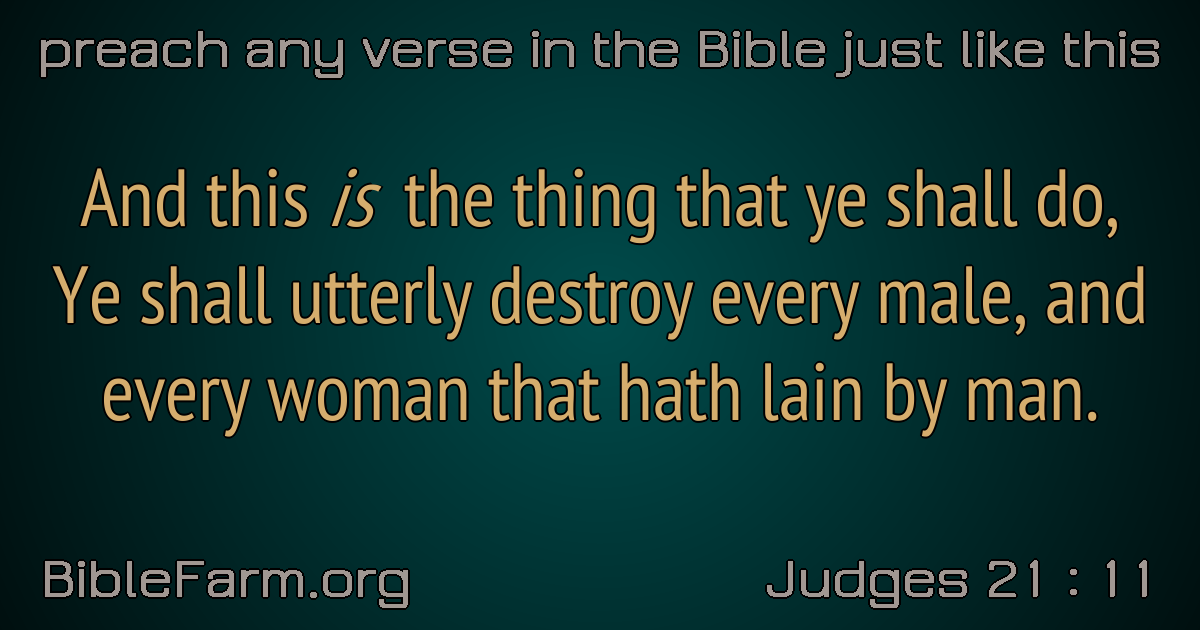 preach any verse in the Bible just like this
And this is the thing that ye shall do,
Ye shall utterly destroy every male, and
every woman that hath lain by man.
BibleFarm.org
Judges 21 : 11